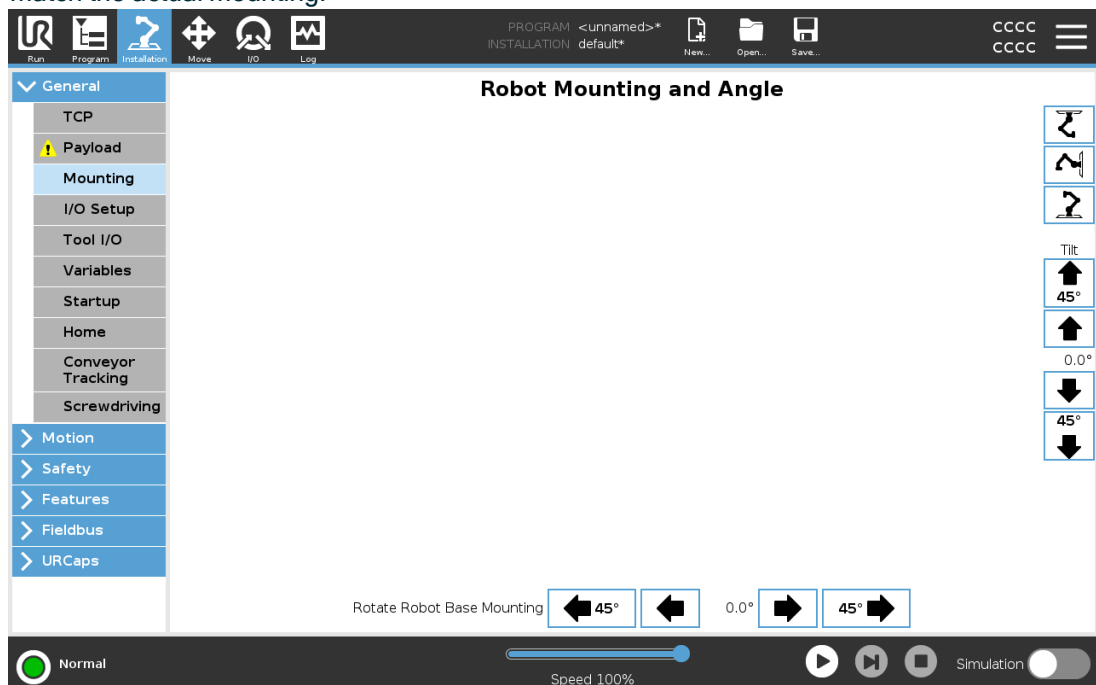 match the actual mounting.
UR
PROGRAM <unnamed>*
INSTALLATION default*
CCCC
CCCC
Run Program Installation Move I/O Log New... Open... Save...
General
Robot Mounting and Angle
TCP
Payload
Mounting
I/O Setup
Tool I/O
Tilt
Variables
45°
Startup
Home
0.0°
Conveyor
Tracking
Screwdriving
45°
Motion
Safety
Features
Fieldbus
URCaps
Rotate Robot Base Mounting 45° 0.0° 45°
Normal
Speed 100%
Simulation